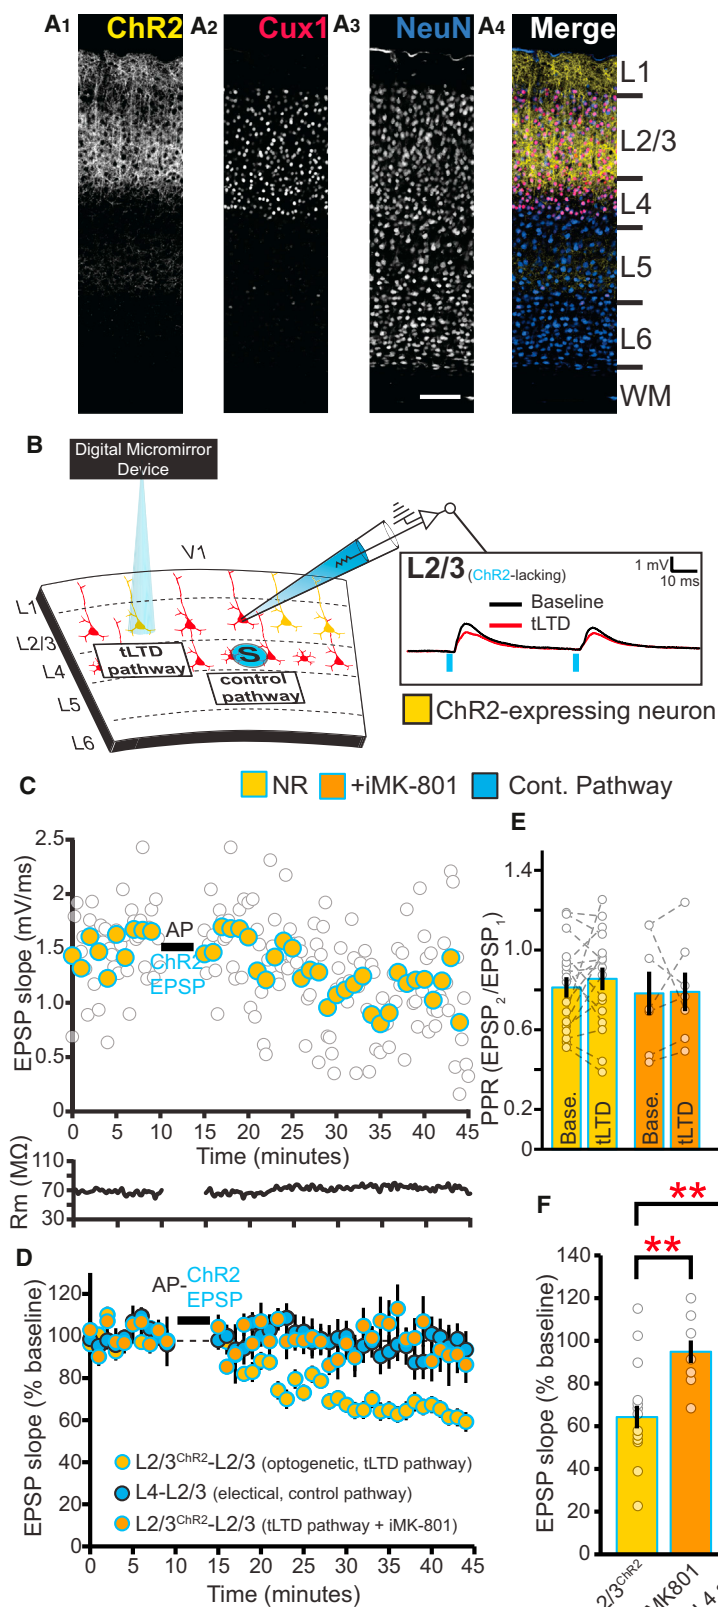 A1 ChR2 A2 Cux1 A3 NeuN A4 Merge
L1
L2/3
L4
L5
L6
WM
B
Digital Micromirror
Device
V1
L1
L2/3
L4
L5
L6
tLTD
pathway
S
control
pathway
L2/3 (ChR2-lacking)
1 mV
10 ms
Baseline
tLTD
ChR2-expressing neuron
NR +iMK-801 Cont. Pathway
C
EPSP slope (mV/ms)
2.5
2
1.5
1.0
0.5
0
AP
ChR2
EPSP
0 5 10 15 20 25 30 35 40 45
Time (minutes)
Rm (MΩ)
110
70
30
E
PPR (EPSP2/EPSP1)
1.4
1.0
0.6
0.2
0
Base. tLTD Base. tLTD
D
EPSP slope (% baseline)
120
100
80
60
40
20
0
AP-ChR2
EPSP
L2/3ChR2-L2/3 (optogenetic, tLTD pathway)
L4-L2/3 (electical, control pathway)
L2/3ChR2-L2/3 (tLTD pathway + iMK-801)
0 5 10 15 20 25 30 35 40 45
Time (minutes)
F
**
**
EPSP slope (% baseline)
140
120
100
80
60
40
20
0
2/3ChR2
MK801